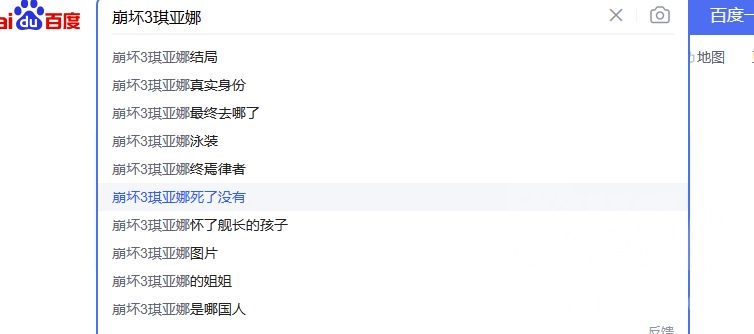 ai du 百度
崩坏3琪亚娜
百度一
崩坏3琪亚娜结局
地图
崩坏3琪亚娜真实身份
崩坏3琪亚娜最终去哪了
崩坏3琪亚娜泳装
崩坏3琪亚娜终焉律者
崩坏3琪亚娜死了没有
崩坏3琪亚娜怀了舰长的孩子
崩坏3琪亚娜图片
崩坏3琪亚娜的姐姐
崩坏3琪亚娜是哪国人
反馈